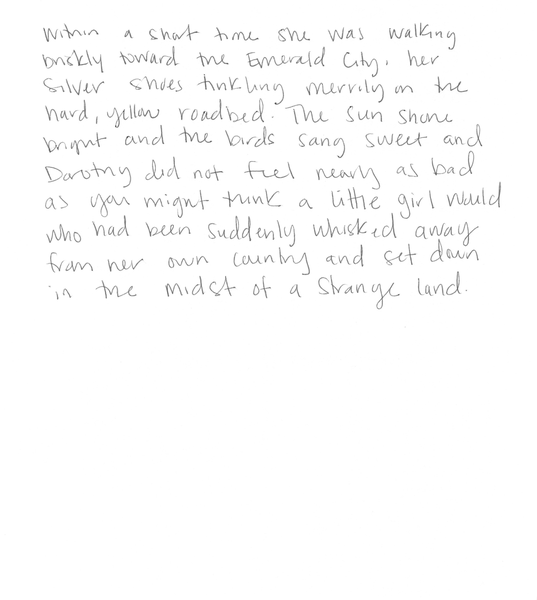 Within a short time she was walking
briskly toward the Emerald City, her
Silver shoes tinkling merrily on the
hard, yellow roadbed. The sun shone
bright and the birds sang sweet and
Dorothy did not feel nearly as bad
as you might think a little girl would
who had been suddenly whisked away
from her own country and set down
in the midst of a strange land.